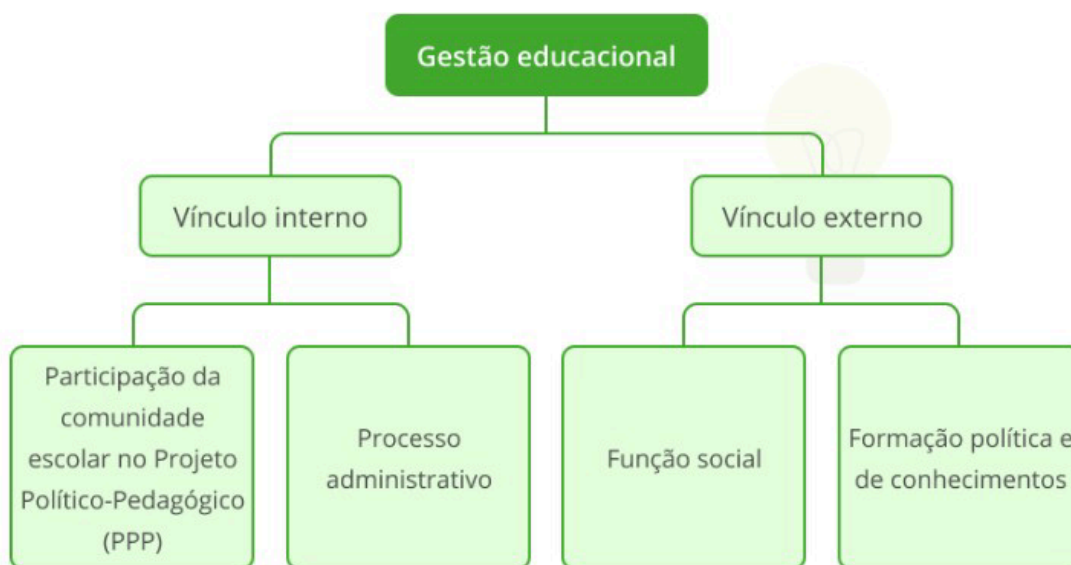 Gestão educacional
Vínculo interno
Vínculo externo
Participação da
comunidade
escolar no Projeto
Político-Pedagógico
(PPP)
Processo
administrativo
Função social
Formação política e
de conhecimentos